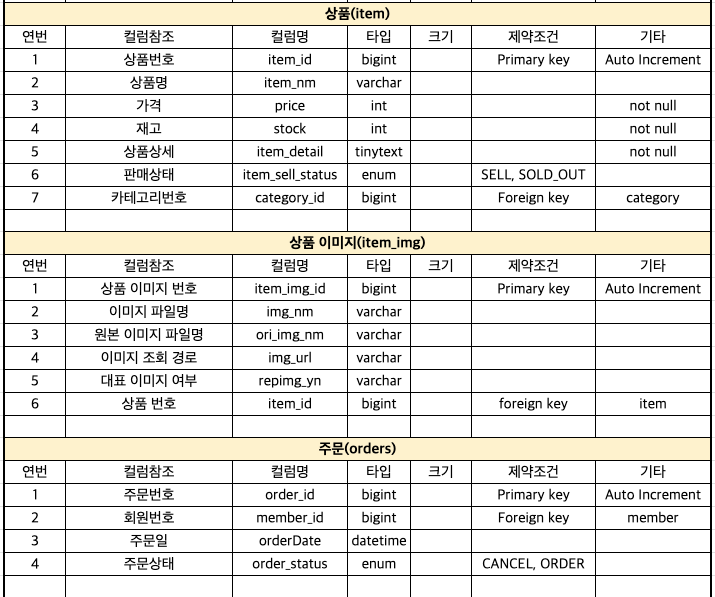 상품(item)
연번 컬럼참조 컬럼명 타입 크기 제약조건 기타
1 상품번호 item_id bigint Primary key Auto Increment
2 상품명 item_nm varchar
3 가격 price int not null
4 재고 stock int not null
5 상품상세 item_detail tinytext not null
6 판매상태 item_sell_status enum SELL, SOLD_OUT
7 카테고리번호 category_id bigint Foreign key category
상품 이미지(item_img)
연번 컬럼참조 컬럼명 타입 크기 제약조건 기타
1 상품 이미지 번호 item_img_id bigint Primary key Auto Increment
2 이미지 파일명 img_nm varchar
3 원본 이미지 파일명 ori_img_nm varchar
4 이미지 조회 경로 img_url varchar
5 대표 이미지 여부 repimg_yn varchar
6 상품 번호 item_id bigint foreign key item
주문(orders)
연번 컬럼참조 컬럼명 타입 크기 제약조건 기타
1 주문번호 order_id bigint Primary key Auto Increment
2 회원번호 member_id bigint Foreign key member
3 주문일 orderDate datetime
4 주문상태 order_status enum CANCEL, ORDER